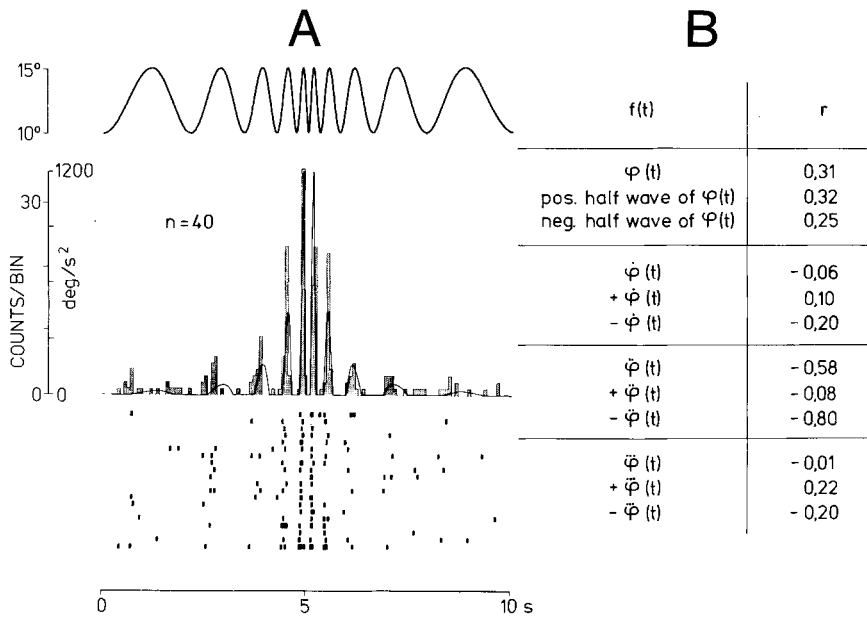 A
B
15°
10°
1200
30
n = 40
COUNTS/BIN
deg/s²
0
0
0
5
10 s
f(t) r
φ(t) 0,31
pos. half wave of φ(t) 0,32
neg. half wave of φ(t) 0,25
φ̇(t) - 0,06
+ φ̇(t) 0,10
- φ̇(t) - 0,20
φ̈(t) - 0,58
+ φ̈(t) - 0,08
- φ̈(t) - 0,80
φ⃛(t) - 0,01
+ φ⃛(t) 0,22
- φ⃛(t) - 0,20